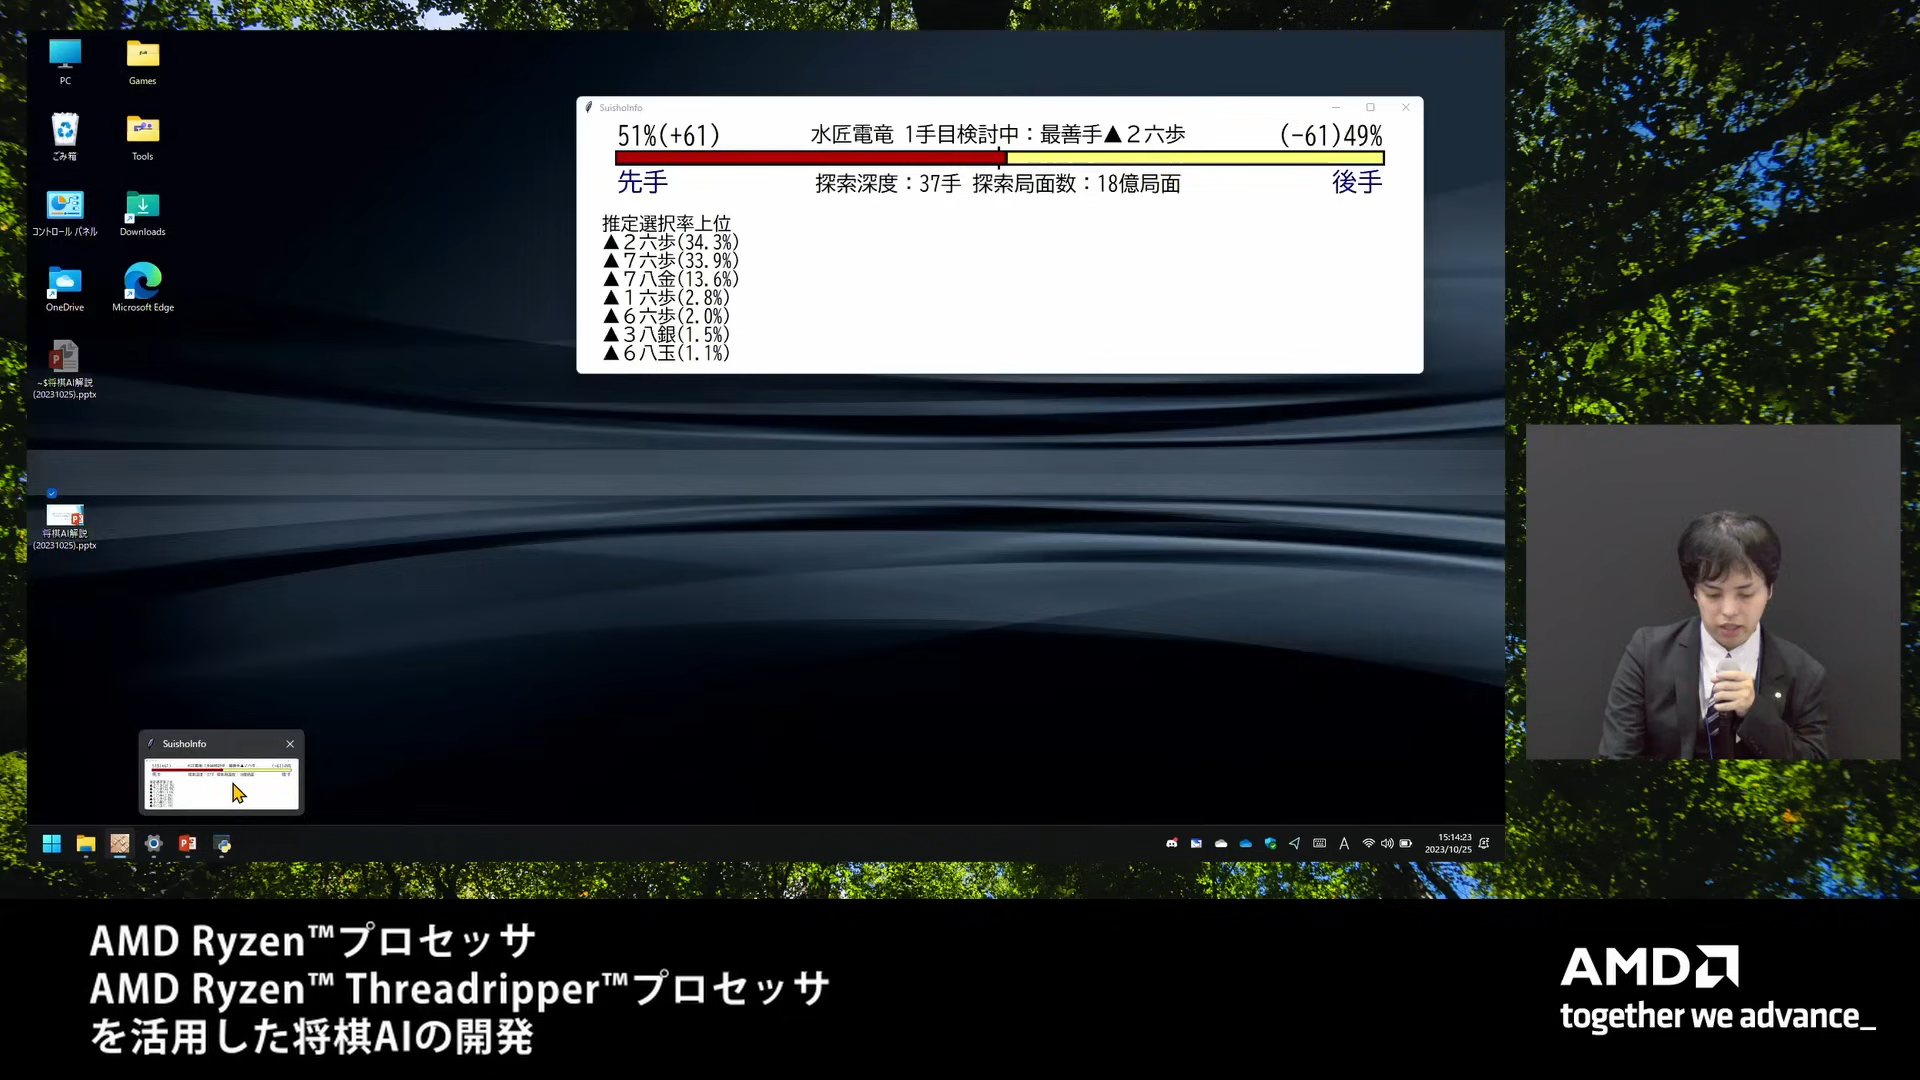 PC
Games
ごみ箱
Tools
コントロール パネル
Downloads
OneDrive
Microsoft Edge
~$将棋AI解説
(20231025).pptx
将棋AI解説
(20231025).pptx
SuishoInfo
51%(+61)
水匠電竜 1手目検討中：最善手▲２六歩
(-61)49%
先手
探索深度：37手 探索局面数：18億局面
後手
推定選択率上位
▲２六歩(34.3%)
▲７六歩(33.9%)
▲７八金(13.6%)
▲１六歩(2.8%)
▲６六歩(2.0%)
▲３八銀(1.5%)
▲６八玉(1.1%)
SuishoInfo
A
15:14:23
2023/10/25
AMD Ryzen™プロセッサ
AMD Ryzen™ Threadripper™プロセッサ
を活用した将棋AIの開発
AMD
together we advance_